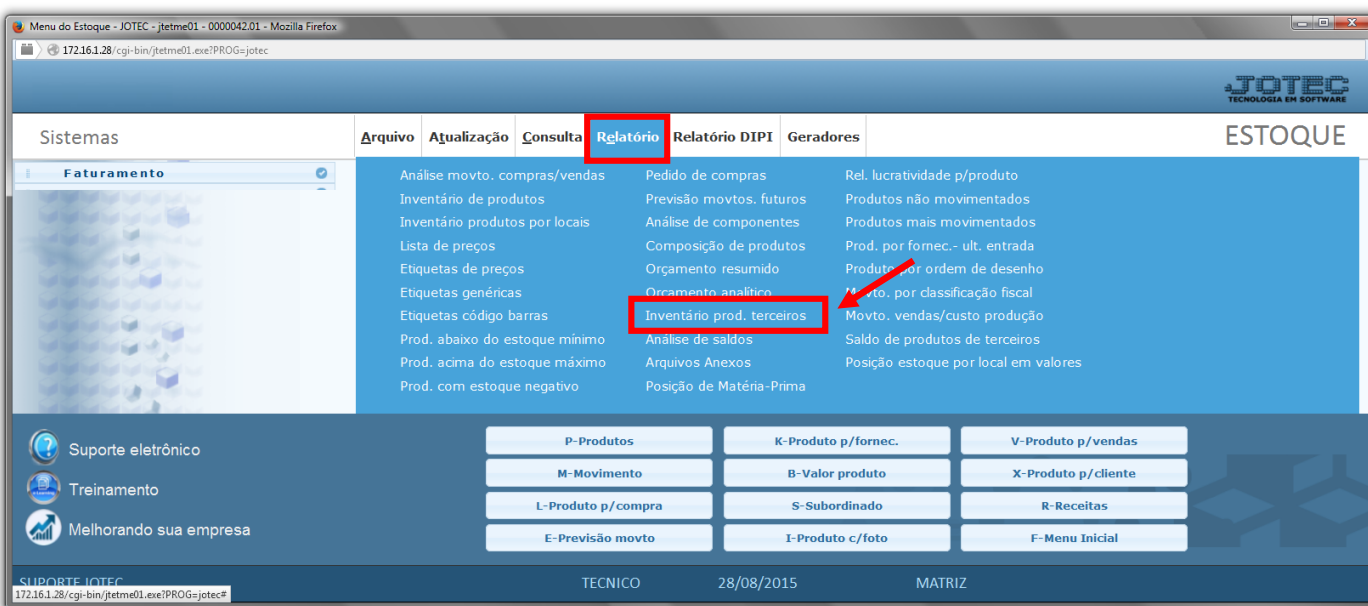 Menu do Estoque - JOTEC - jtetme01 - 0000042.01 - Mozilla Firefox
172.16.1.28/cgi-bin/jtetme01.exe?PROG=jotec
JOTEC
TECNOLOGIA EM SOFTWARE
Sistemas
Arquivo Atualização Consulta Relatório Relatório DIPI Geradores
ESTOQUE
Faturamento
Análise movto. compras/vendas Pedido de compras Rel. lucratividade p/produto
Inventário de produtos Previsão movtos. futuros Produtos não movimentados
Inventário produtos por locais Análise de componentes Produtos mais movimentados
Lista de preços Composição de produtos Prod. por fornec.- ult. entrada
Etiquetas de preços Orçamento resumido Produto por ordem de desenho
Etiquetas genéricas Orçamento analítico Movto. por classificação fiscal
Etiquetas código barras Inventário prod. terceiros Movto. vendas/custo produção
Prod. abaixo do estoque mínimo Análise de saldos Saldo de produtos de terceiros
Prod. acima do estoque máximo Arquivos Anexos Posição estoque por local em valores
Prod. com estoque negativo Posição de Matéria-Prima
Suporte eletrônico
Treinamento
Melhorando sua empresa
P-Produtos K-Produto p/fornec. V-Produto p/vendas
M-Movimento B-Valor produto X-Produto p/cliente
L-Produto p/compra S-Subordinado R-Receitas
E-Previsão movto I-Produto c/foto F-Menu Inicial
SUPORTE JOTEC TECNICO 28/08/2015 MATRIZ
172.16.1.28/cgi-bin/jtetme01.exe?PROG=jotec#